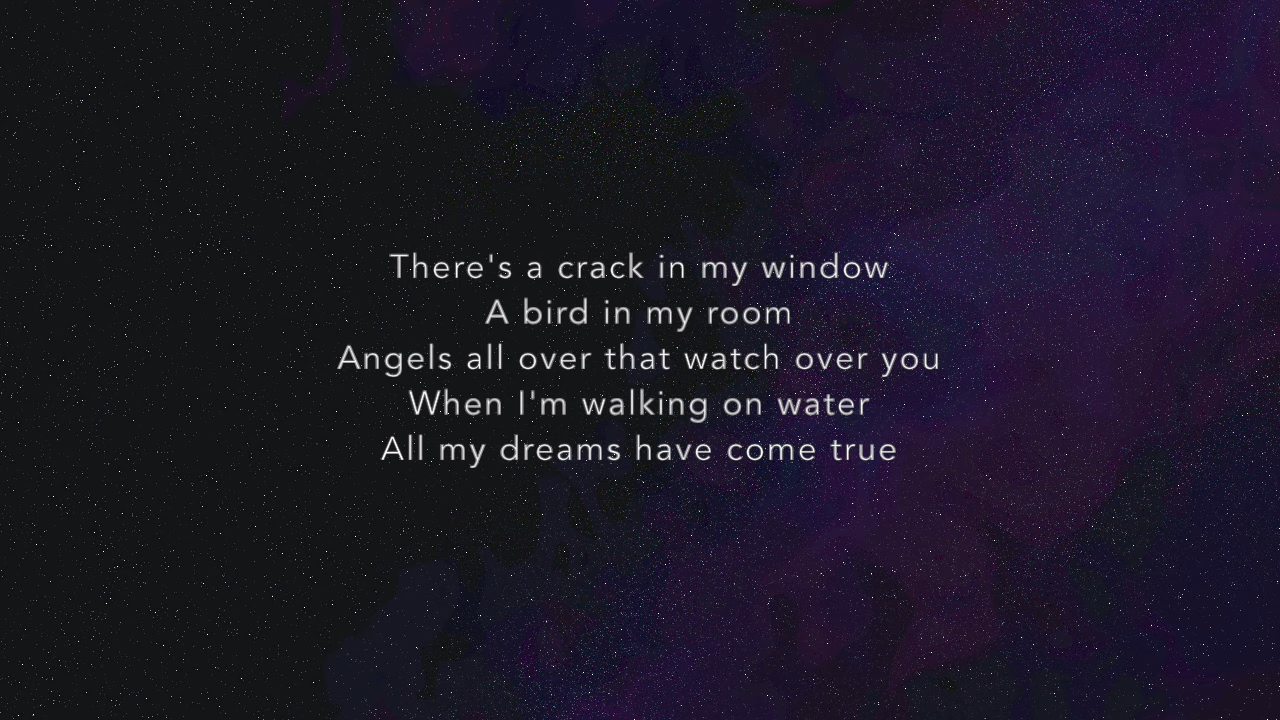 There's a crack in my window
A bird in my room
Angels all over that watch over you
When I'm walking on water
All my dreams have come true